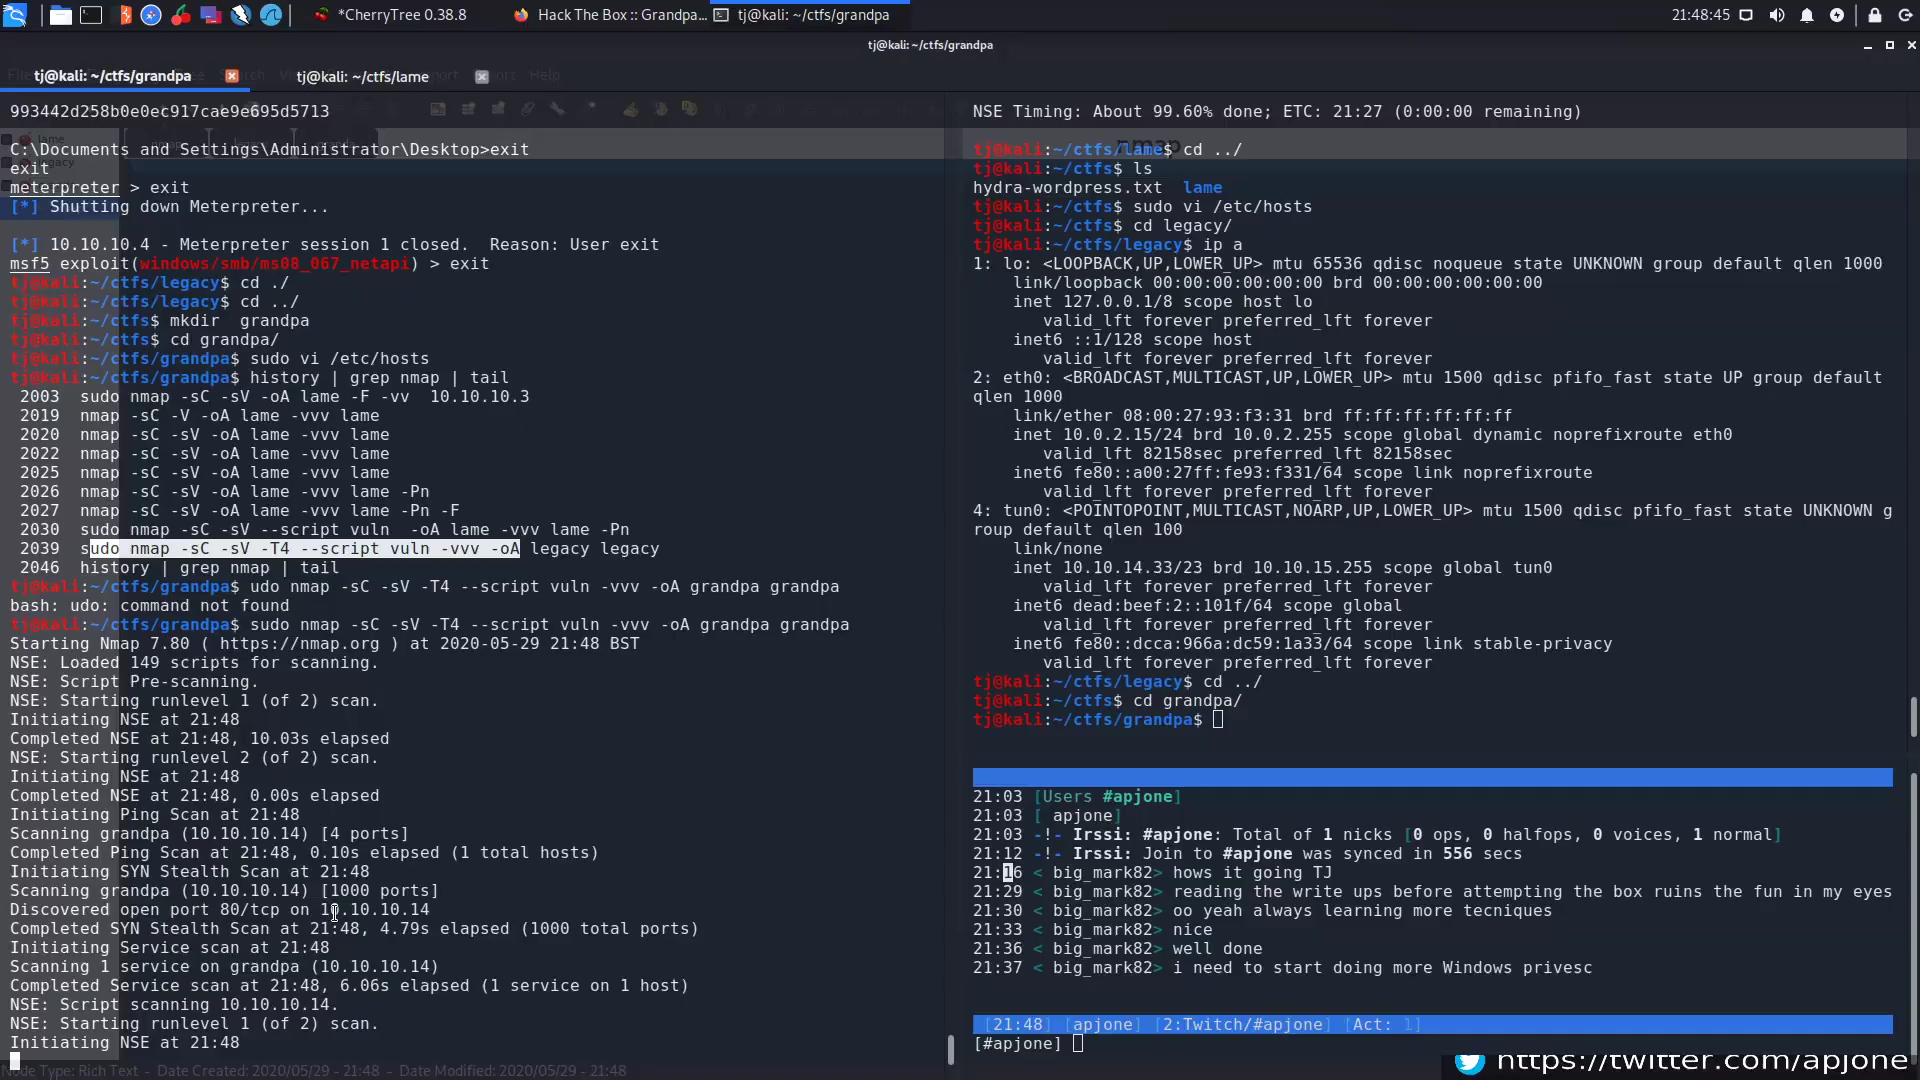 *CherryTree 0.38.8
Hack The Box :: Grandpa...
tj@kali: ~/ctfs/grandpa
21:48:45
tj@kali: ~/ctfs/grandpa
tj@kali: ~/ctfs/grandpa
tj@kali: ~/ctfs/lame
Help
993442d258b0e0ec917cae9e695d5713
C:\Documents and Settings\Administrator\Desktop>exit
exit
meterpreter > exit
[*] Shutting down Meterpreter...
[*] 10.10.10.4 - Meterpreter session 1 closed.  Reason: User exit
msf5 exploit(windows/smb/ms08_067_netapi) > exit
tj@kali:~/ctfs/legacy$ cd ./
tj@kali:~/ctfs/legacy$ cd ../
tj@kali:~/ctfs$ mkdir  grandpa
tj@kali:~/ctfs$ cd grandpa/
tj@kali:~/ctfs/grandpa$ sudo vi /etc/hosts
tj@kali:~/ctfs/grandpa$ history | grep nmap | tail
2003  sudo nmap -sC -sV -oA lame -F -vv  10.10.10.3
2019  nmap -sC -V -oA lame -vvv lame
2020  nmap -sC -sV -oA lame -vvv lame
2022  nmap -sC -sV -oA lame -vvv lame
2025  nmap -sC -sV -oA lame -vvv lame
2026  nmap -sC -sV -oA lame -vvv lame -Pn
2027  nmap -sC -sV -oA lame -vvv lame -Pn -F
2030  sudo nmap -sC -sV --script vuln  -oA lame -vvv lame -Pn
2039  sudo nmap -sC -sV -T4 --script vuln -vvv -oA legacy legacy
2046  history | grep nmap | tail
tj@kali:~/ctfs/grandpa$ udo nmap -sC -sV -T4 --script vuln -vvv -oA grandpa grandpa
bash: udo: command not found
tj@kali:~/ctfs/grandpa$ sudo nmap -sC -sV -T4 --script vuln -vvv -oA grandpa grandpa
Starting Nmap 7.80 ( https://nmap.org ) at 2020-05-29 21:48 BST
NSE: Loaded 149 scripts for scanning.
NSE: Script Pre-scanning.
NSE: Starting runlevel 1 (of 2) scan.
Initiating NSE at 21:48
Completed NSE at 21:48, 10.03s elapsed
NSE: Starting runlevel 2 (of 2) scan.
Initiating NSE at 21:48
Completed NSE at 21:48, 0.00s elapsed
Initiating Ping Scan at 21:48
Scanning grandpa (10.10.10.14) [4 ports]
Completed Ping Scan at 21:48, 0.10s elapsed (1 total hosts)
Initiating SYN Stealth Scan at 21:48
Scanning grandpa (10.10.10.14) [1000 ports]
Discovered open port 80/tcp on 10.10.10.14
Completed SYN Stealth Scan at 21:48, 4.79s elapsed (1000 total ports)
Initiating Service scan at 21:48
Scanning 1 service on grandpa (10.10.10.14)
Completed Service scan at 21:48, 6.06s elapsed (1 service on 1 host)
NSE: Script scanning 10.10.10.14.
NSE: Starting runlevel 1 (of 2) scan.
Initiating NSE at 21:48
Node Type: Rich Text - Date Created: 2020/05/29 - 21:48 - Date Modified: 2020/05/29 - 21:48
NSE Timing: About 99.60% done; ETC: 21:27 (0:00:00 remaining)
tj@kali:~/ctfs/lame$ cd ../
tj@kali:~/ctfs$ ls
hydra-wordpress.txt  lame
tj@kali:~/ctfs$ sudo vi /etc/hosts
tj@kali:~/ctfs$ cd legacy/
tj@kali:~/ctfs/legacy$ ip a
1: lo: <LOOPBACK,UP,LOWER_UP> mtu 65536 qdisc noqueue state UNKNOWN group default qlen 1000
link/loopback 00:00:00:00:00:00 brd 00:00:00:00:00:00
inet 127.0.0.1/8 scope host lo
valid_lft forever preferred_lft forever
inet6 ::1/128 scope host
valid_lft forever preferred_lft forever
2: eth0: <BROADCAST,MULTICAST,UP,LOWER_UP> mtu 1500 qdisc pfifo_fast state UP group default
qlen 1000
link/ether 08:00:27:93:f3:31 brd ff:ff:ff:ff:ff:ff
inet 10.0.2.15/24 brd 10.0.2.255 scope global dynamic noprefixroute eth0
valid_lft 82158sec preferred_lft 82158sec
inet6 fe80::a00:27ff:fe93:f331/64 scope link noprefixroute
valid_lft forever preferred_lft forever
4: tun0: <POINTOPOINT,MULTICAST,NOARP,UP,LOWER_UP> mtu 1500 qdisc pfifo_fast state UNKNOWN g
roup default qlen 100
link/none
inet 10.10.14.33/23 brd 10.10.15.255 scope global tun0
valid_lft forever preferred_lft forever
inet6 dead:beef:2::101f/64 scope global
valid_lft forever preferred_lft forever
inet6 fe80::dcca:966a:dc59:1a33/64 scope link stable-privacy
valid_lft forever preferred_lft forever
tj@kali:~/ctfs/legacy$ cd ../
tj@kali:~/ctfs$ cd grandpa/
tj@kali:~/ctfs/grandpa$
21:03 [Users #apjone]
21:03 [ apjone]
21:03 -!- Irssi: #apjone: Total of 1 nicks [0 ops, 0 halfops, 0 voices, 1 normal]
21:12 -!- Irssi: Join to #apjone was synced in 556 secs
21:16 < big_mark82> hows it going TJ
21:29 < big_mark82> reading the write ups before attempting the box ruins the fun in my eyes
21:30 < big_mark82> oo yeah always learning more tecniques
21:33 < big_mark82> nice
21:36 < big_mark82> well done
21:37 < big_mark82> i need to start doing more Windows privesc
[21:48] [apjone] [2:Twitch/#apjone] [Act: 1]
[#apjone]
https://twitter.com/apjone